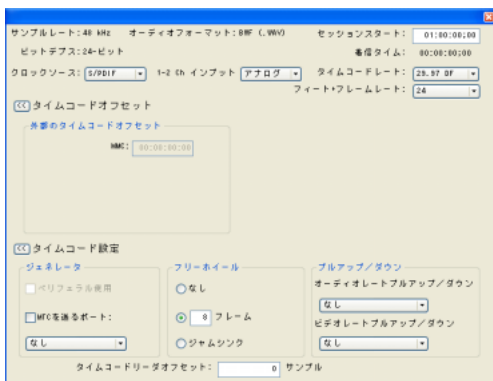 サンプルレート:48 kHz オーディオフォーマット:BWF (.WAV) セッションスタート: 01:00:00;00
ビットデプス:24-ビット 着信タイム: 00:00:00;00
クロックソース: S/PDIF 1-2 Ch インプット アナログ タイムコードレート: 29.97 DF
フィート+フレームレート: 24
<< タイムコードオフセット
外部のタイムコードオフセット
MMC: 00:00:00:00
<< タイムコード設定
ジェネレータ フリーホイール プルアップ/ダウン
ペリフェラル使用 なし オーディオレートプルアップ/ダウン
なし
MTCを送るポート: 8 フレーム
ビデオレートプルアップ/ダウン
なし ジャムシンク なし
タイムコードリーダオフセット: 0 サンプル